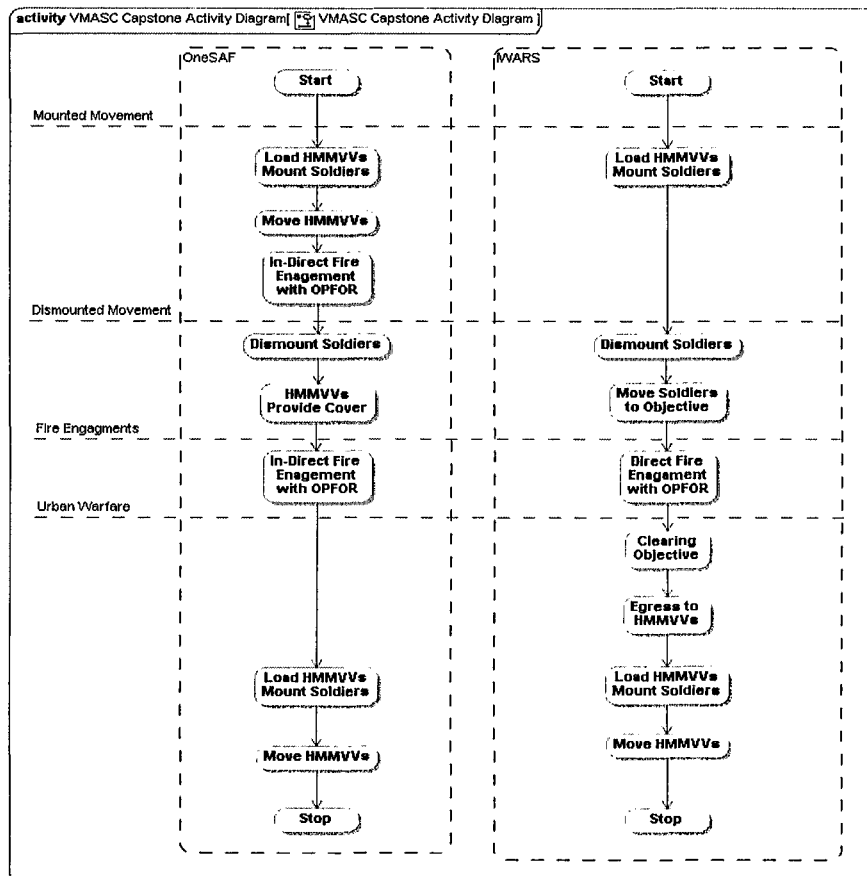 activity VMASC Capstone Activity Diagram[ VMASC Capstone Activity Diagram ]
OneSAF
IWARS
Start
Start
Mounted Movement
Load HMMVVs
Mount Soldiers
Load HMMVVs
Mount Soldiers
Move HMMVVs
In-Direct Fire
Enagement
with OPFOR
Dismounted Movement
Dismount Soldiers
Dismount Soldiers
HMMVVs
Provide Cover
Move Soldiers
to Objective
Fire Engagments
In-Direct Fire
Enagement
with OPFOR
Direct Fire
Engament
with OPFOR
Urban Warfare
Clearing
Objective
Egress to
HMMVVs
Load HMMVVs
Mount Soldiers
Load HMMVVs
Mount Soldiers
Move HMMVVs
Move HMMVVs
Stop
Stop